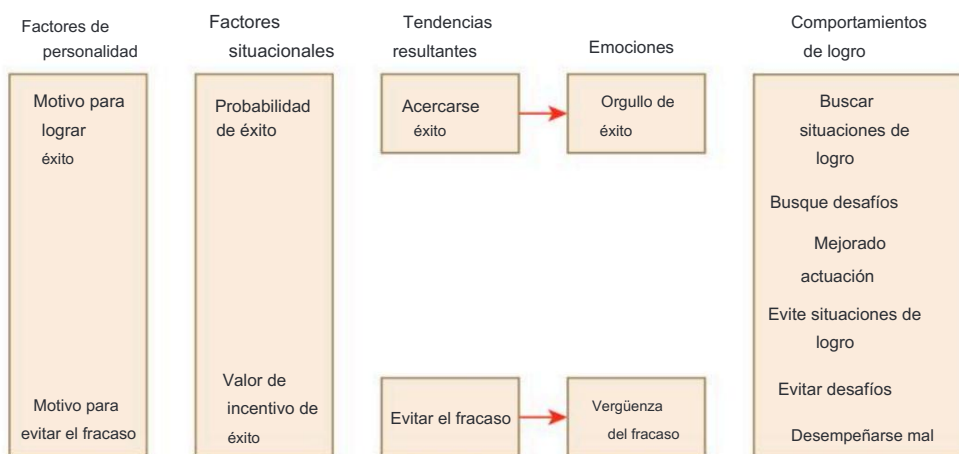 Factores de
personalidad
Factores
situacionales
Tendencias
resultantes
Emociones
Comportamientos
de logro
Motivo para
lograr
éxito
Motivo para
evitar el fracaso
Probabilidad
de éxito
Valor de
incentivo de
éxito
Acercarse
éxito
Orgullo de
éxito
Evitar el fracaso
Vergüenza
del fracaso
Buscar
situaciones de
logro
Busque desafíos
Mejorado
actuación
Evite situaciones de
logro
Evitar desafíos
Desempeñarse mal